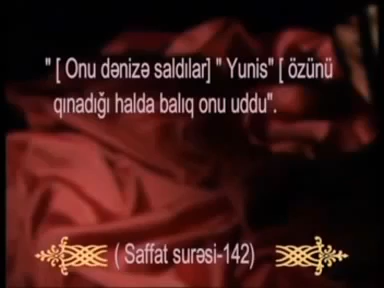 " [ Onu dənizə saldılar] " Yunis" [ özünü
qınadığı halda balıq onu uddu".
( Saffat surəsi-142)